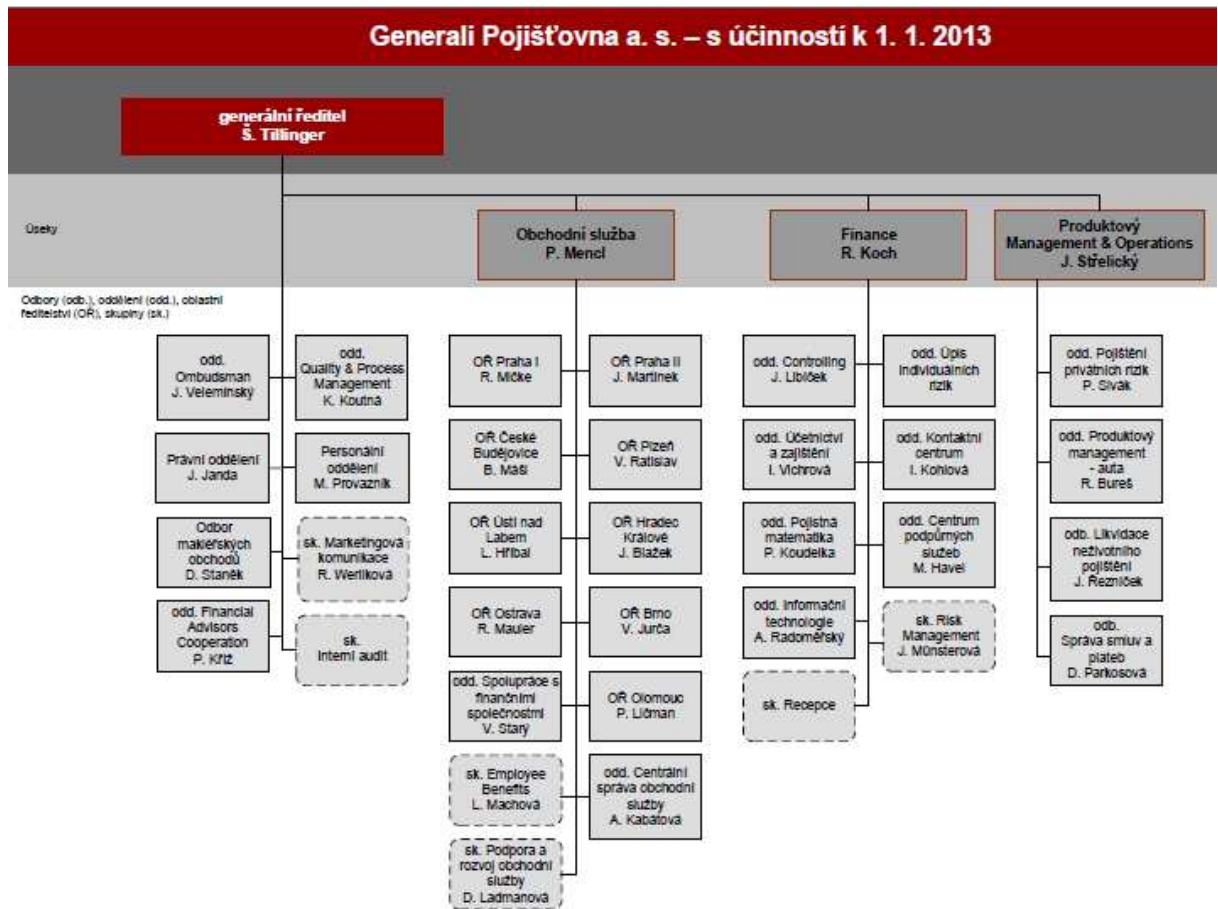 Generali Pojišťovna a. s. – s účinností k 1. 1. 2013
generální ředitel
Š. Tillinger
Úseky
Obchodní služba
P. Mencl
Finance
R. Koch
Produktový
Management & Operations
J. Střelický
Odbory (odb.), oddělení (odd.), oblastní
ředitelství (OŘ), skupiny (sk.)
odd.
Ombudsman
J. Veleminský
odd.
Quality & Process
Management
K. Koutná
Právní oddělení
J. Janda
Personální
oddělení
M. Provazník
Odbor
makléřských
obchodů
D. Staněk
sk. Marketingová
komunikace
R. Werliková
odd. Financial
Advisors
Cooperation
P. Kříž
sk.
Interní audit
OŘ Praha I
R. Mičke
OŘ Praha II
J. Martinek
OŘ České
Budějovice
B. Máši
OŘ Plzeň
V. Ratislav
OŘ Ústí nad
Labem
L. Hříbal
OŘ Hradec
Králové
J. Blažek
OŘ Ostrava
R. Mauler
OŘ Brno
V. Jurča
odd. Spolupráce s
finančními
společnostmi
V. Starý
OŘ Olomouc
P. Ličman
sk. Employee
Benefits
L. Machová
odd. Centrální
správa obchodní
služby
A. Kabátová
sk. Podpora a
rozvoj obchodní
služby
D. Ladmanová
odd. Controlling
J. Libíček
odd. Úpis
individuálních
rizik
odd. Účetnictví
a zajištění
I. Vichrová
odd. Kontaktní
centrum
I. Kohlová
odd. Pojistná
matematika
P. Koudelka
odd. Centrum
podpůrných
služeb
M. Havel
odd. Informační
technologie
A. Radoměřský
sk. Risk
Management
J. Münsterová
sk. Recepce
odd. Pojištění
privátních rizik
P. Sivák
odd. Produktový
management
- auta
R. Bureš
odb. Likvidace
neživotního
pojištění
J. Řezníček
odb.
Správa smluv a
plateb
D. Parkosová